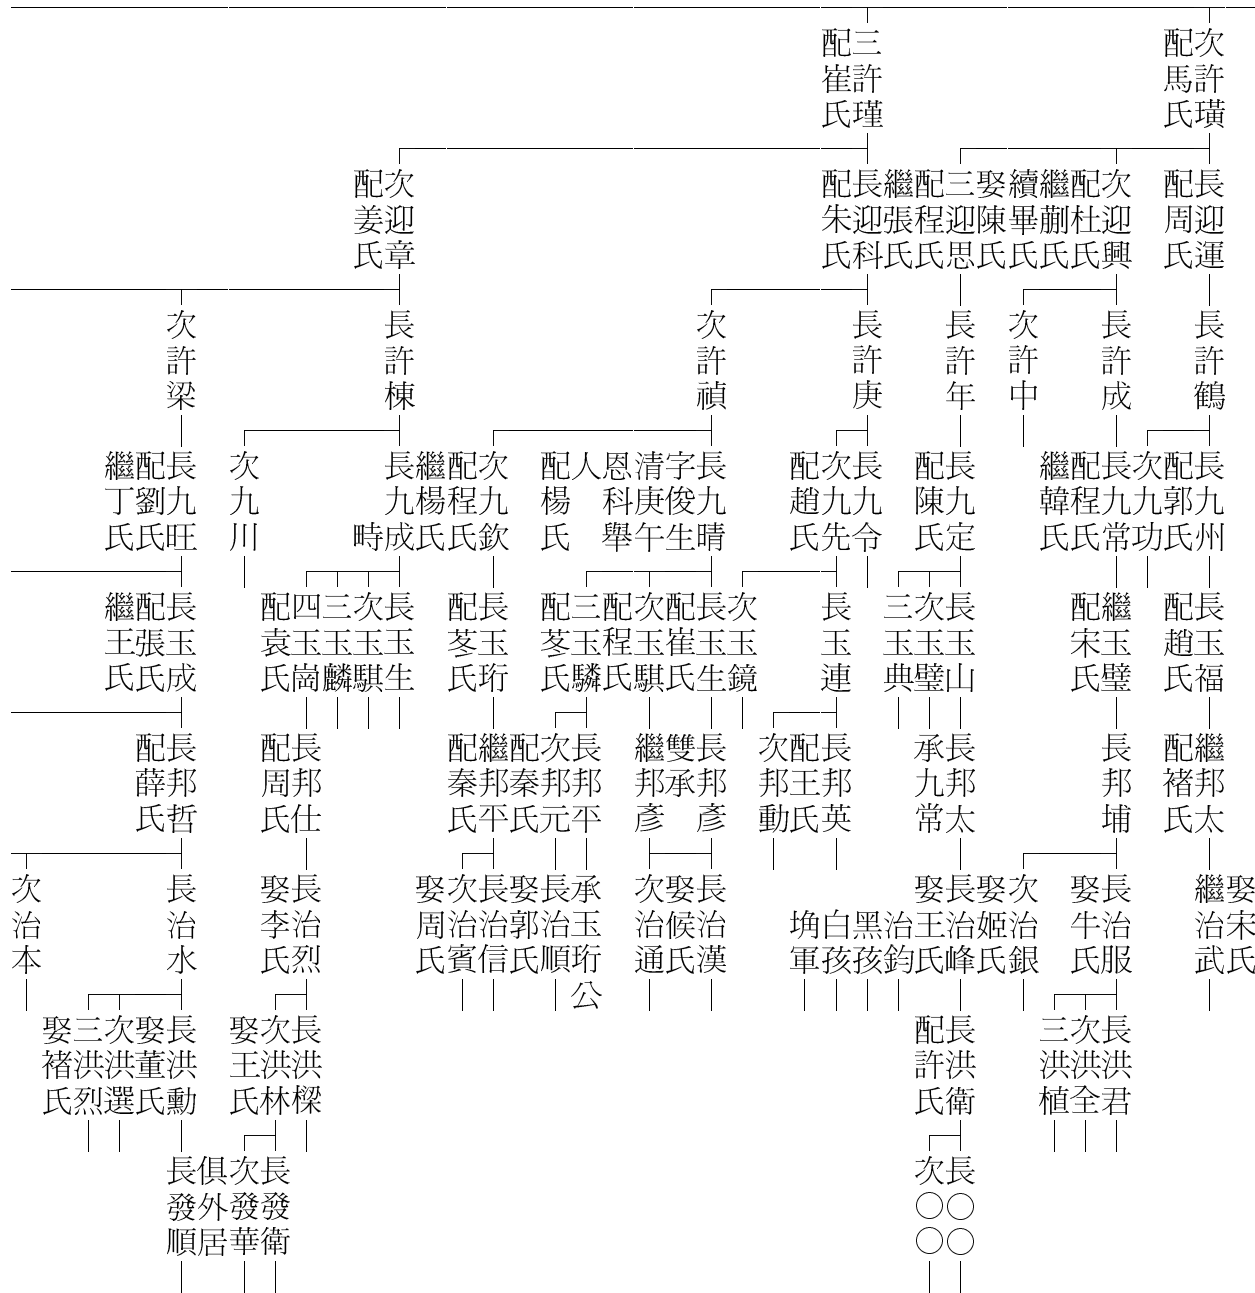 次許璜
配馬氏
三許瑾
配崔氏
長迎運
配周氏
次迎興
配杜氏
繼蒯氏
續畢氏
娶陳氏
三迎思
配程氏
繼張氏
長迎科
配朱氏
次迎章
配姜氏
長許鶴
長許成
次許中
長許年
長許庚
次許禎
長許棟
次許梁
長九州
配郭氏
次九功
長九常
配程氏
繼韓氏
長九定
配陳氏
長九令
次九先
配趙氏
長九晴
字俊生
清庚午
恩科舉
人
配楊氏
次九欽
配程氏
繼楊氏
長九成
時
次九川
長九旺
配劉氏
繼丁氏
長玉福
配趙氏
繼玉璧
配宋氏
長玉山
次玉璧
三玉典
長玉連
次玉鏡
長玉生
配崔氏
次玉騏
配程氏
三玉驎
配苳氏
長玉珩
配苳氏
長玉生
次玉騏
三玉麟
四玉崗
配袁氏
長玉成
配張氏
繼王氏
繼邦太
配褚氏
長邦埔
長邦太
承九常
長邦英
配王氏
次邦動
長邦彥
雙承
繼邦彥
長邦平
次邦元
配秦氏
繼邦平
配秦氏
長邦仕
配周氏
長邦哲
配薛氏
娶宋氏
繼治武
長治服
娶牛氏
次治銀
娶姬氏
長治峰
娶王氏
治鈞
黑孩
白孩
埆軍
長治漢
娶候氏
次治通
承玉珩公
長治順
娶郭氏
長治信
次治賓
娶周氏
長治烈
娶李氏
長治水
次治本
長洪君
次洪全
三洪植
長洪衛
配許氏
長洪樑
次洪林
娶王氏
長洪勳
娶董氏
次洪選
三洪烈
娶褚氏
長○○
次○○
長發衛
次發華
俱外居
長發順